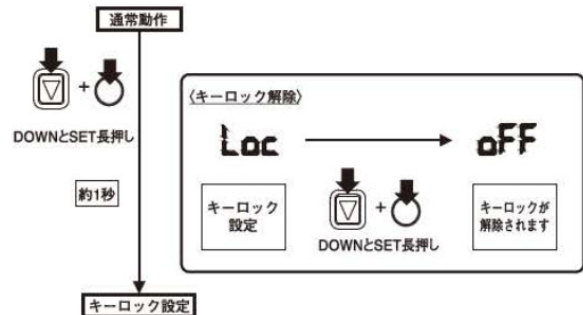 通常動作
▽ +
DOWNとSET長押し
約1秒
キーロック設定
〈キーロック解除〉
Loc
oFF
キーロック
設定
▽ +
DOWNとSET長押し
キーロックが
解除されます